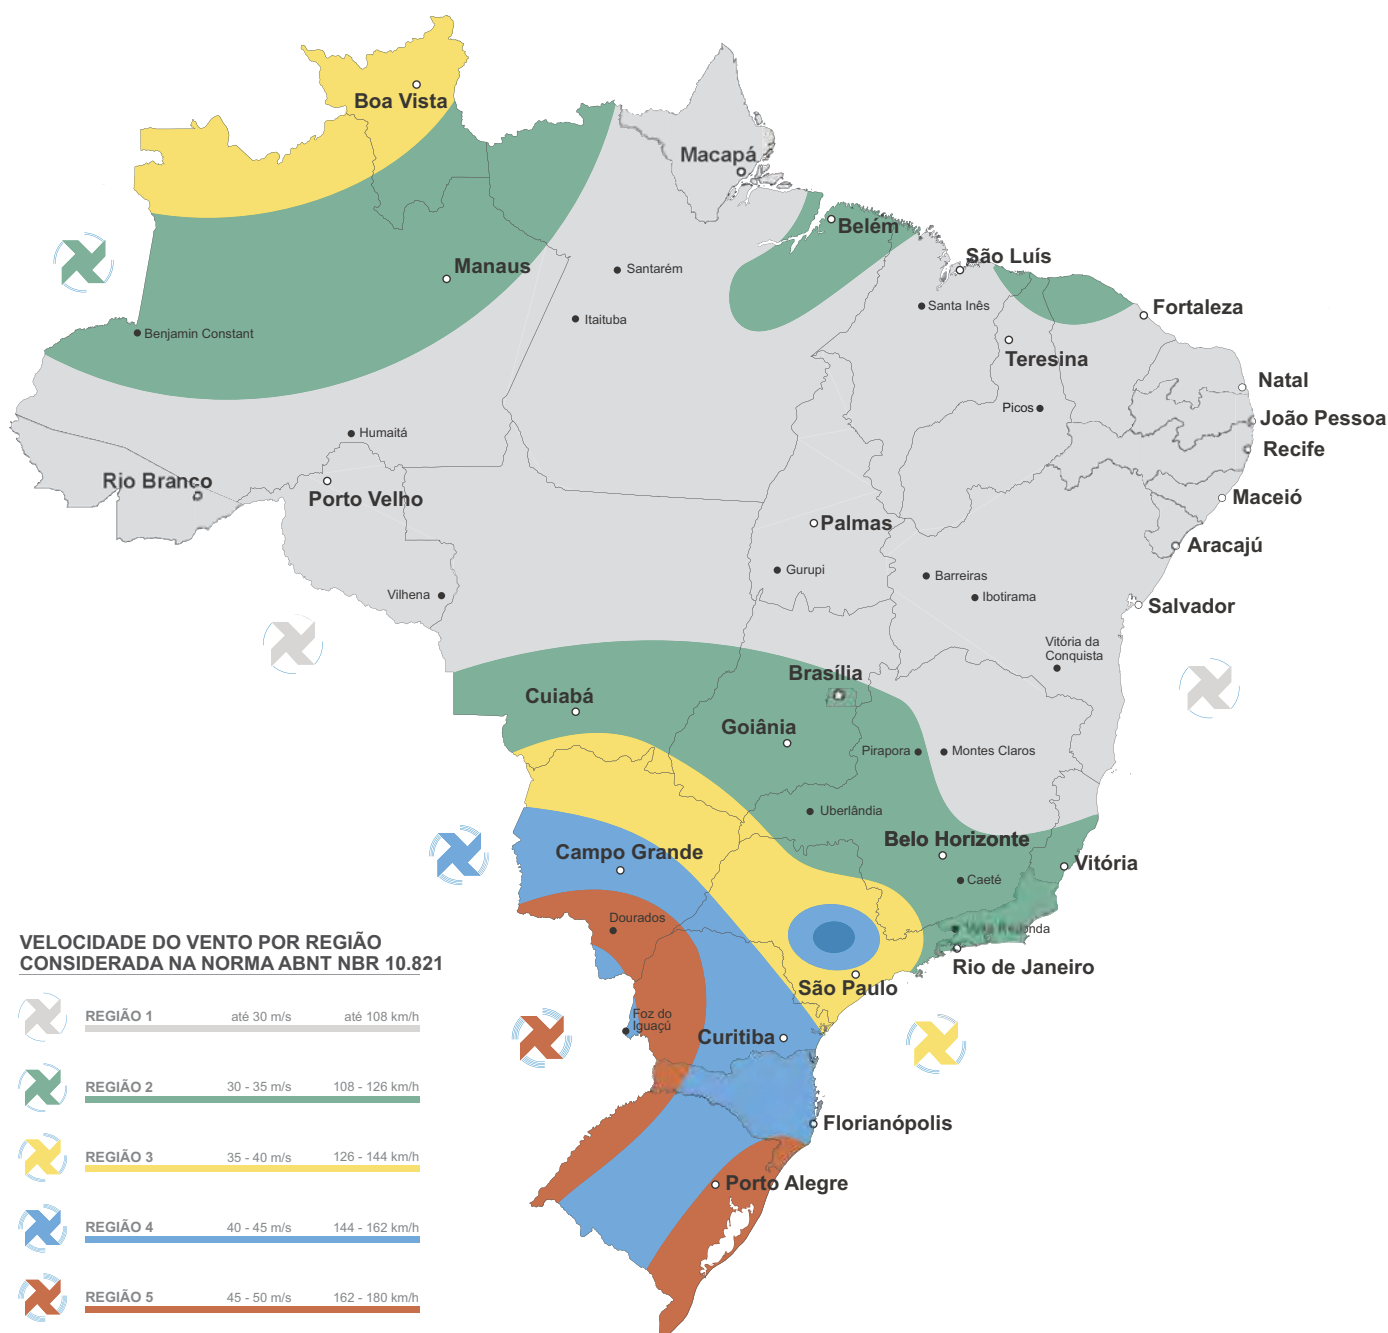 Boa Vista
Macapá
Belém
Manaus
São Luís
Santarém
Santa Inês
Fortaleza
Itaituba
Benjamin Constant
Teresina
Natal
Picos
João Pessoa
Humaitá
Recife
Rio Branco
Porto Velho
Maceió
Palmas
Aracajú
Gurupi
Barreiras
Vilhena
Ibotirama
Salvador
Vitória da
Conquista
Brasília
Cuiabá
Goiânia
Pirapora
Montes Claros
Uberlândia
Belo Horizonte
Campo Grande
Vitória
Caeté
Dourados
Redonda
Rio de Janeiro
São Paulo
Foz do
Iguaçú
Curitiba
Florianópolis
Porto Alegre
VELOCIDADE DO VENTO POR REGIÃO
CONSIDERADA NA NORMA ABNT NBR 10.821
REGIÃO 1 até 30 m/s até 108 km/h
REGIÃO 2 30 - 35 m/s 108 - 126 km/h
REGIÃO 3 35 - 40 m/s 126 - 144 km/h
REGIÃO 4 40 - 45 m/s 144 - 162 km/h
REGIÃO 5 45 - 50 m/s 162 - 180 km/h